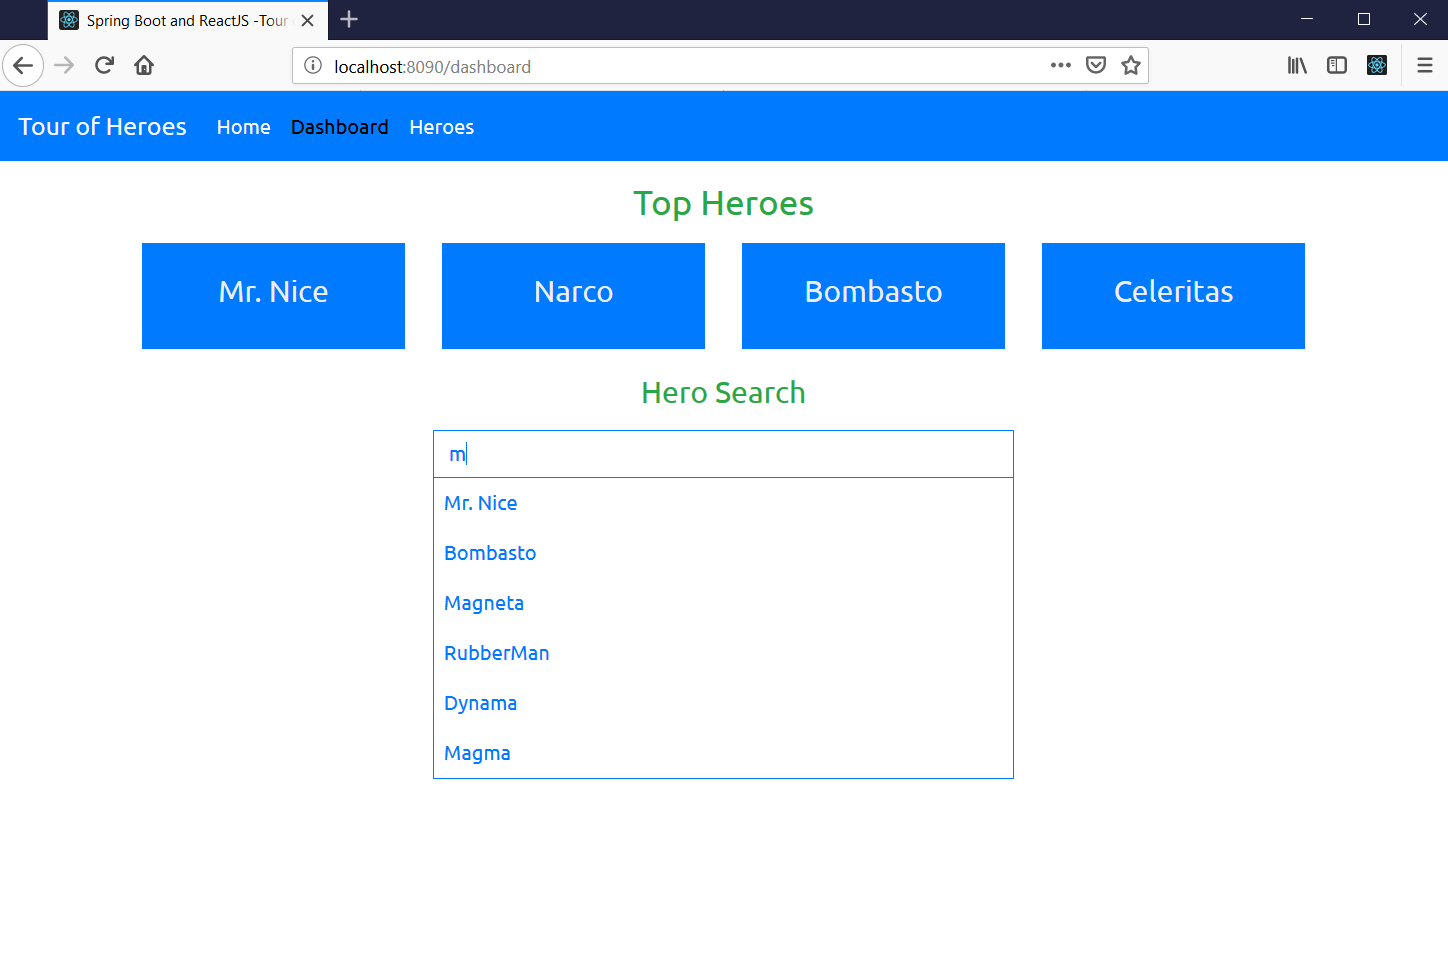 Spring Boot and ReactJS -Tour
localhost:8090/dashboard
Tour of Heroes Home Dashboard Heroes
Top Heroes
Mr. Nice Narco Bombasto Celeritas
Hero Search
m
Mr. Nice
Bombasto
Magneta
RubberMan
Dynama
Magma